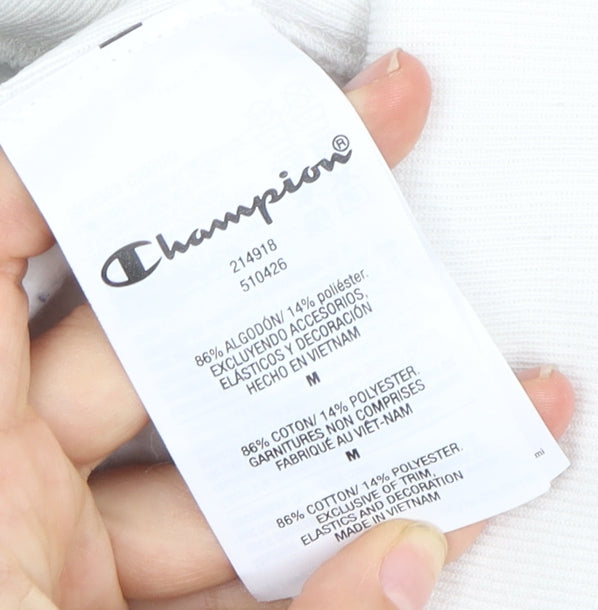 Champion®
214918
510426
86% ALGODÓN/ 14% poliéster.
EXCLUYENDO ACCESORIOS,
ELÁSTICOS Y DECORACIÓN
HECHO EN VIETNAM
M
86% COTON/ 14% POLYESTER.
GARNITURES NON COMPRISES
FABRIQUÉ AU VIÊT-NAM
M
86% COTTON/ 14% POLYESTER.
EXCLUSIVE OF TRIM,
ELASTICS AND DECORATION
MADE IN VIETNAM
mi